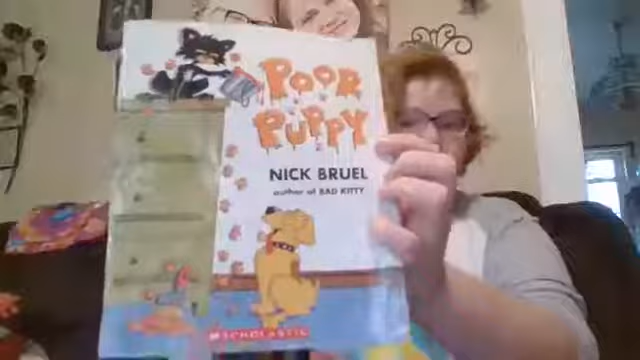 POOR
PUPPY
NICK BRUEL
author of BAD KITTY
SCHOLASTIC